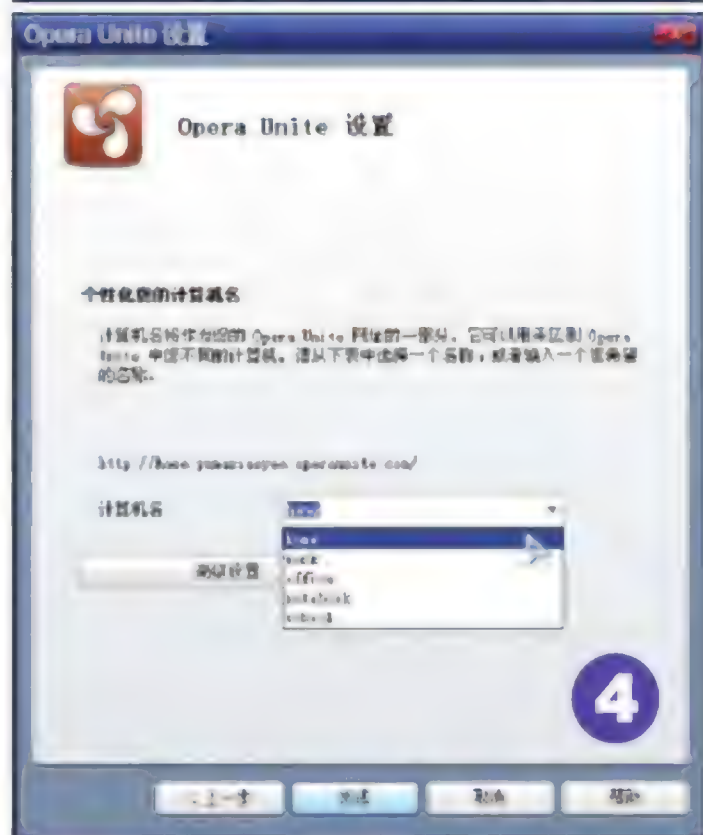 Opera Unite 设置
Opera Unite 设置
个性化您的计算机名
计算机名将作为您的 Opera Unite 网址的一部分。它可以用来区别 Opera
Unite 中您不同的计算机。请从下表中选择一个名称，或者输入一个您希望
的名称。
计算机名
home
home
work
office
notebook
school
4
上一步
完成
取消
帮助